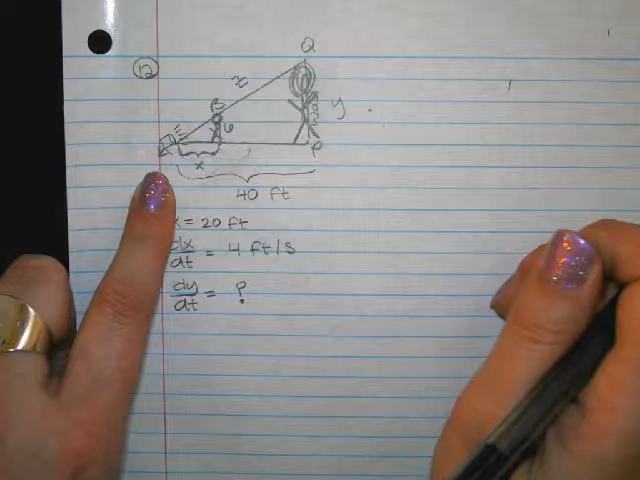 12
Q
z
B
6
y
P
x
40 ft
x = 20 ft
dx/dt = 4 ft/s
dy/dt = ?